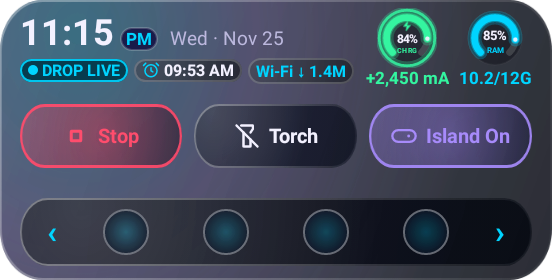 11:15 PM Wed · Nov 25
84%
CHRG
85%
RAM
DROP LIVE 09:53 AM Wi-Fi ↓ 1.4M
+2,450 mA 10.2/12G
Stop Torch Island On
‹ ›